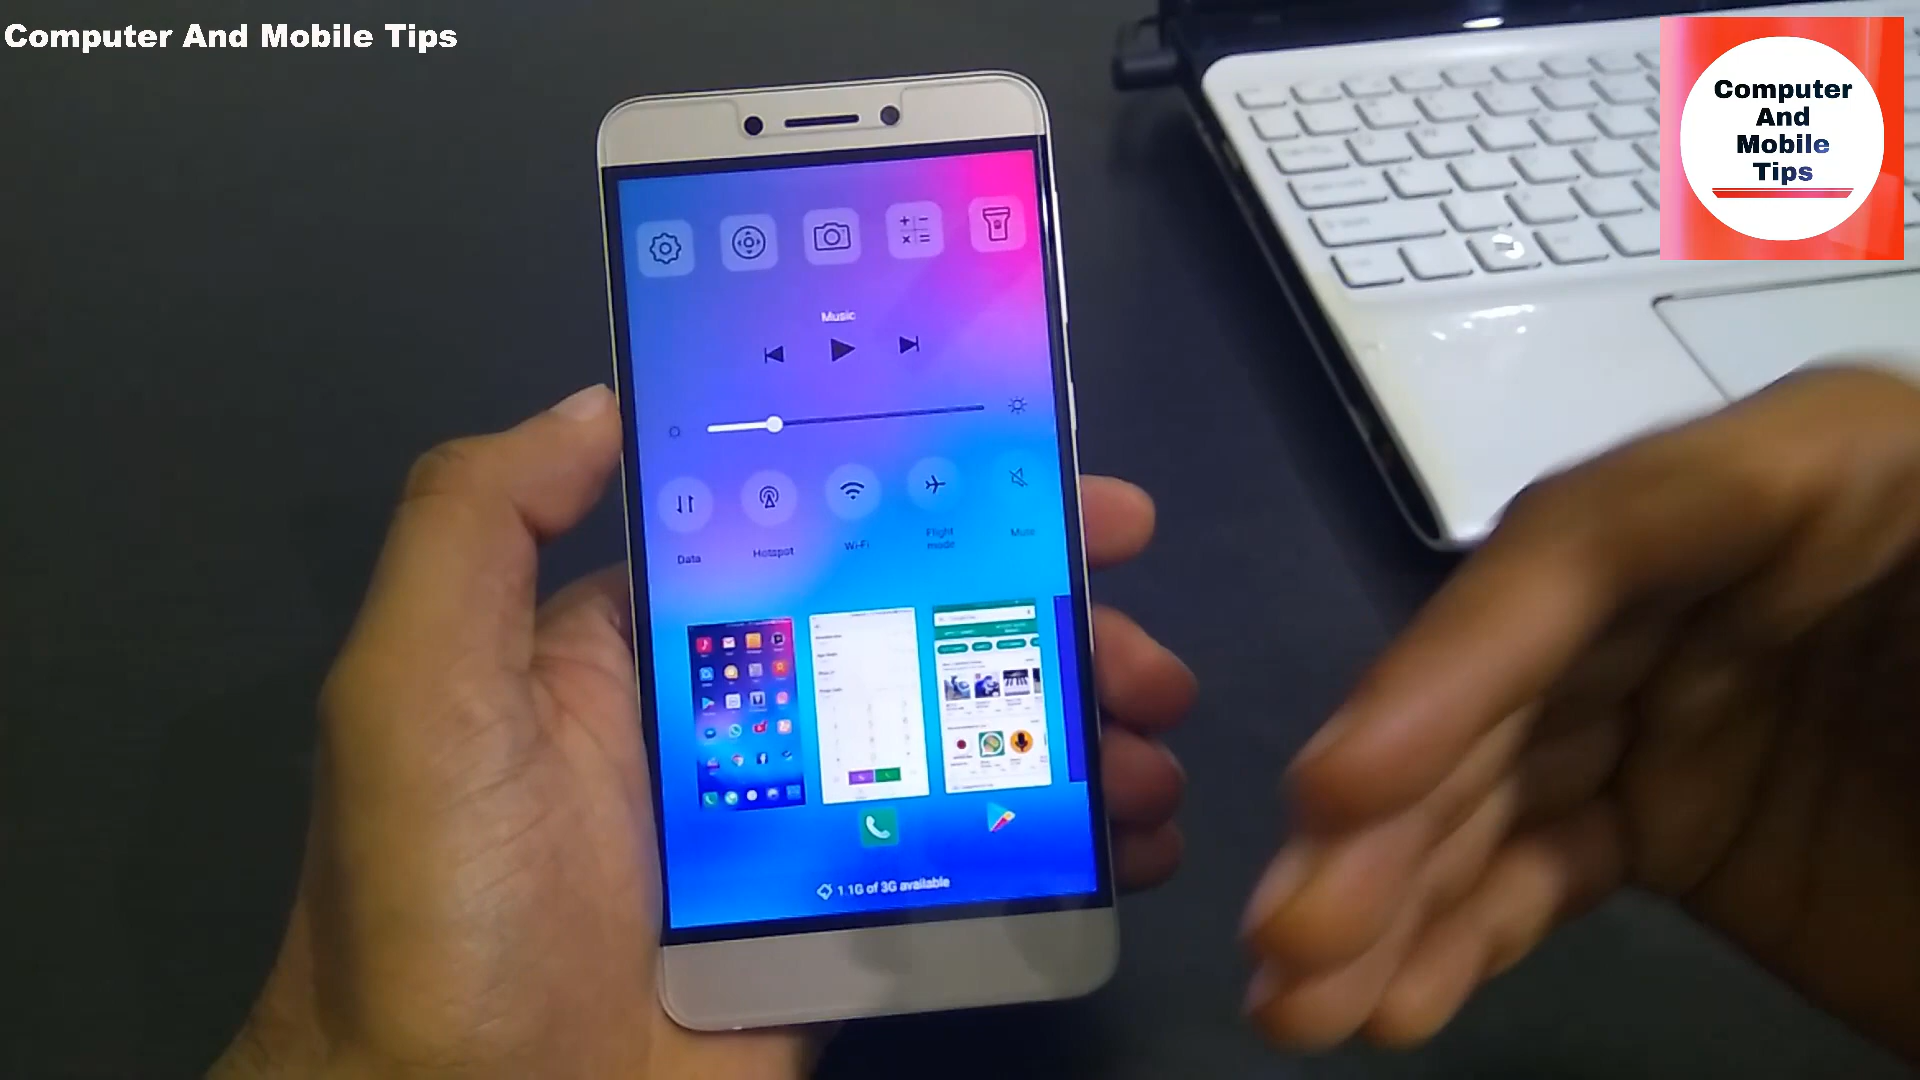 Computer And Mobile Tips
Computer
And
Mobile
Tips
Music
Data
Hotspot
Wi-Fi
Flight
mode
Mute
1.1G of 3G available